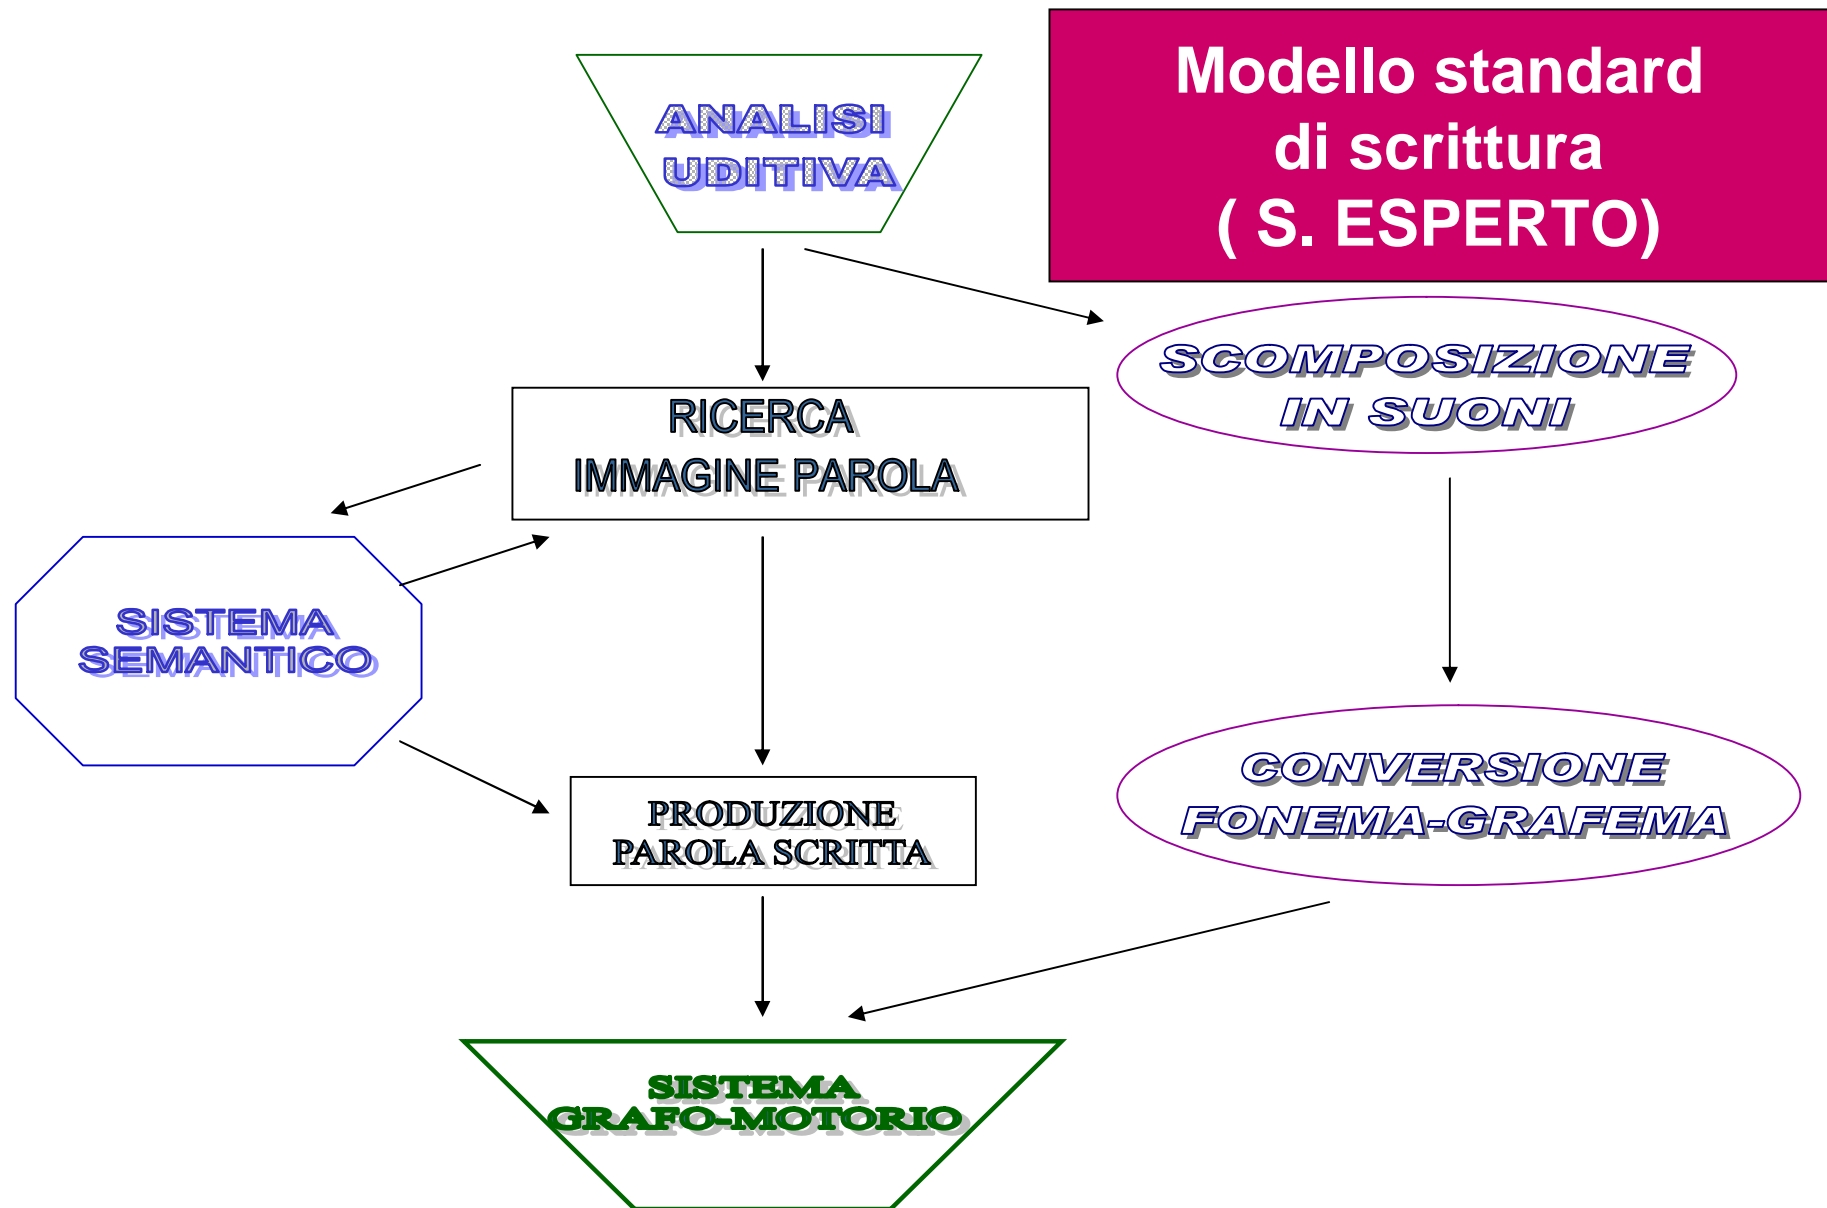 Modello standard
di scrittura
( S. ESPERTO)
ANALISI
UDITIVA
SCOMPOSIZIONE
IN SUONI
RICERCA
IMMAGINE PAROLA
SISTEMA
SEMANTICO
CONVERSIONE
FONEMA-GRAFEMA
PRODUZIONE
PAROLA SCRITTA
SISTEMA
GRAFO-MOTORIO